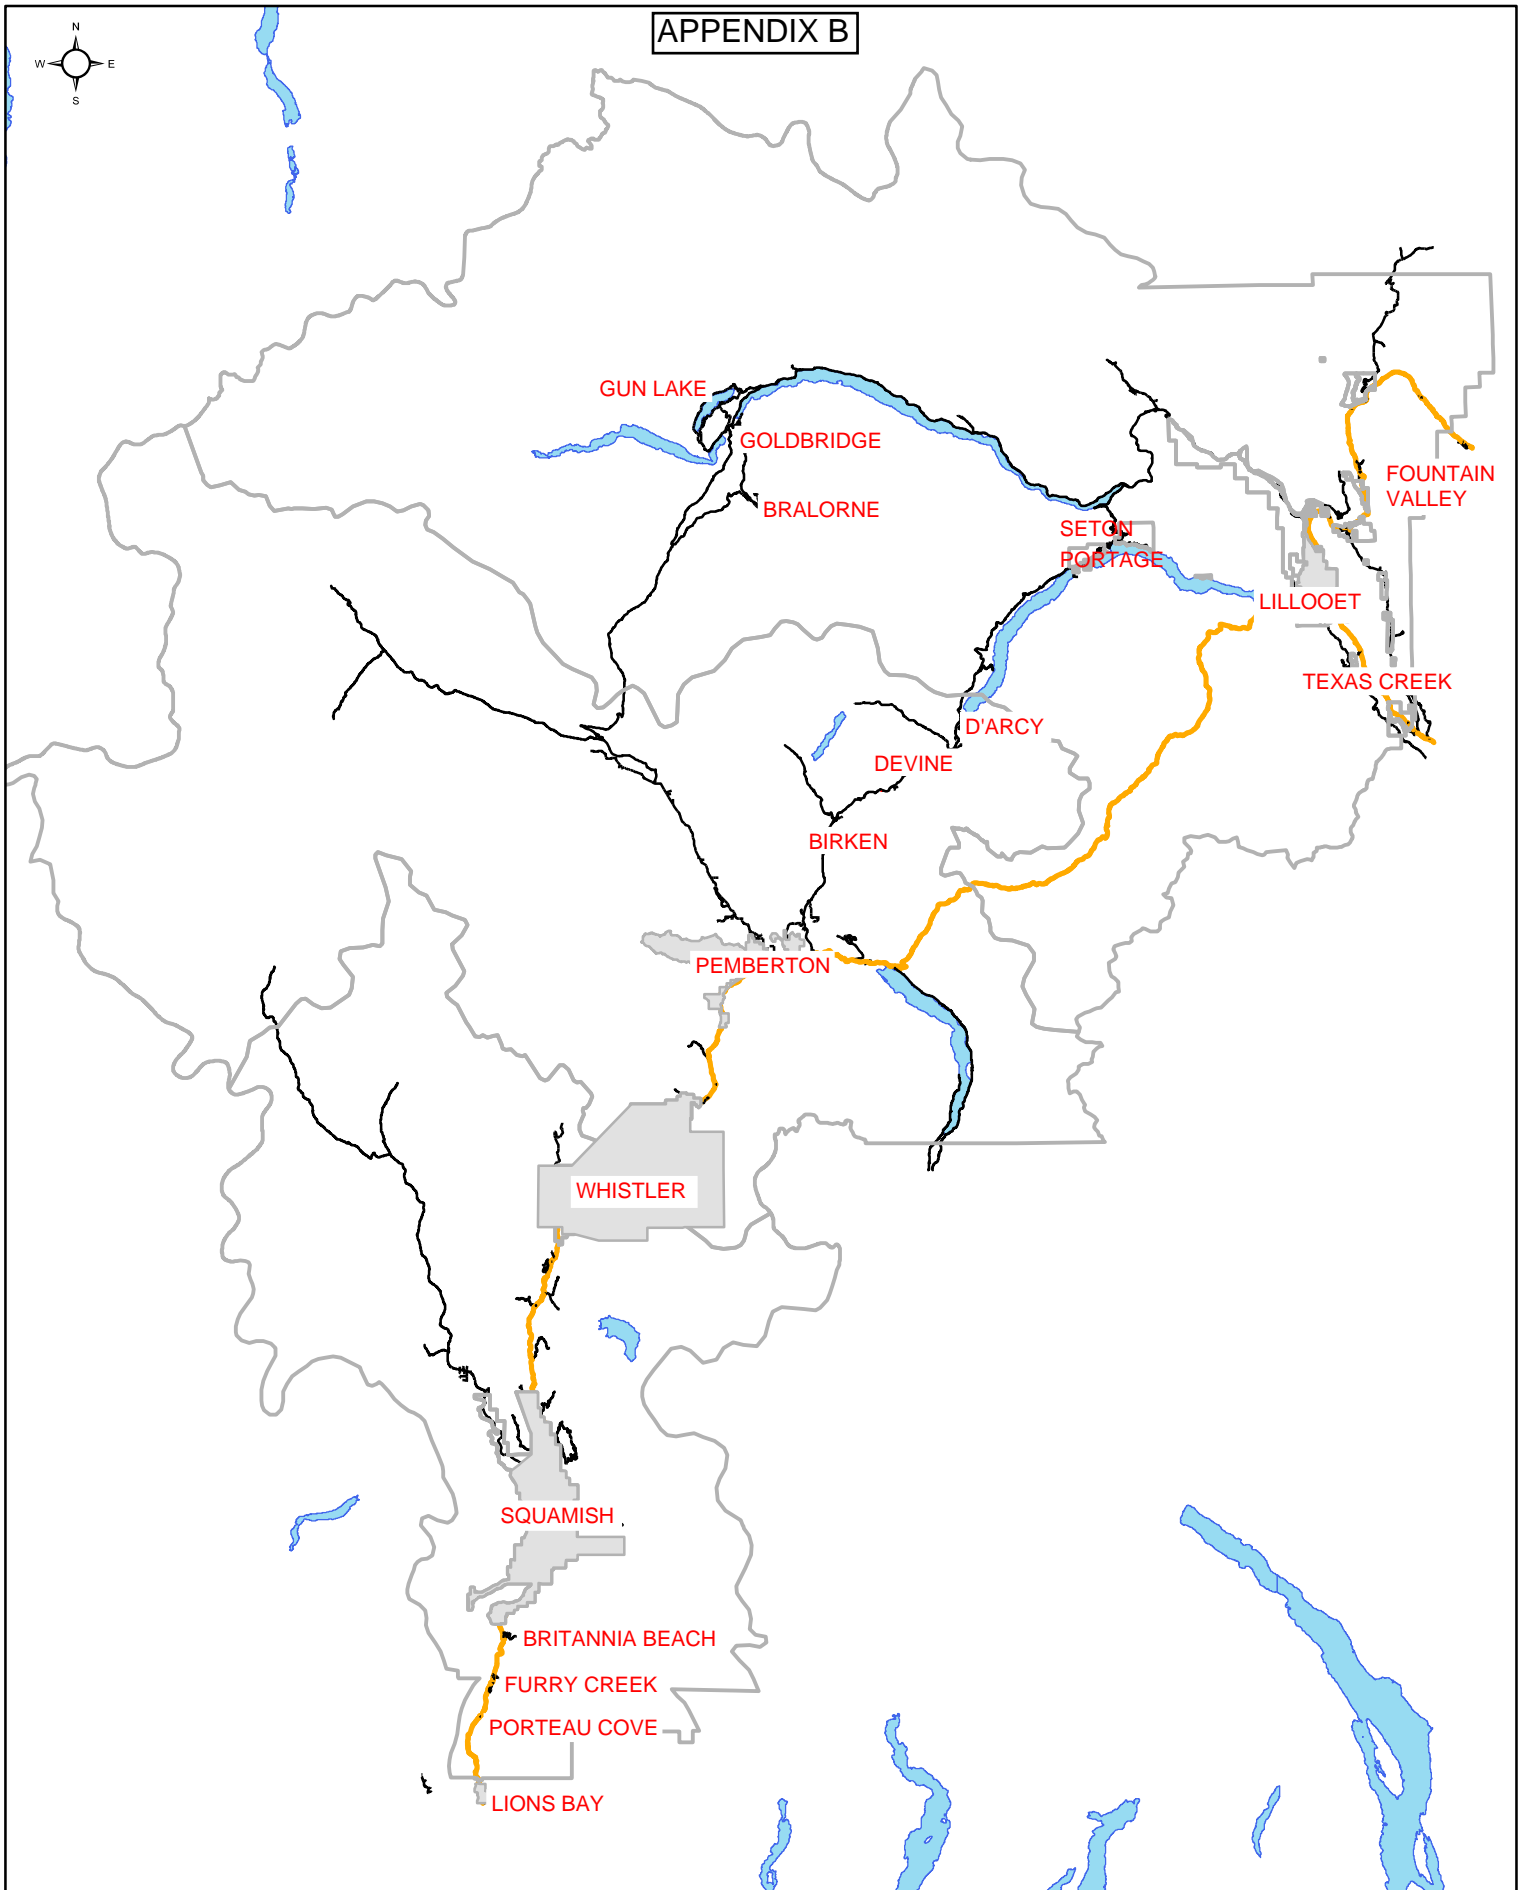 APPENDIX B
N
W E
S
GUN LAKE
GOLDBRIDGE
FOUNTAIN
VALLEY
BRALORNE
SETON
PORTAGE
LILLOOET
TEXAS CREEK
D'ARCY
DEVINE
BIRKEN
PEMBERTON
WHISTLER
SQUAMISH
BRITANNIA BEACH
FURRY CREEK
PORTEAU COVE
LIONS BAY